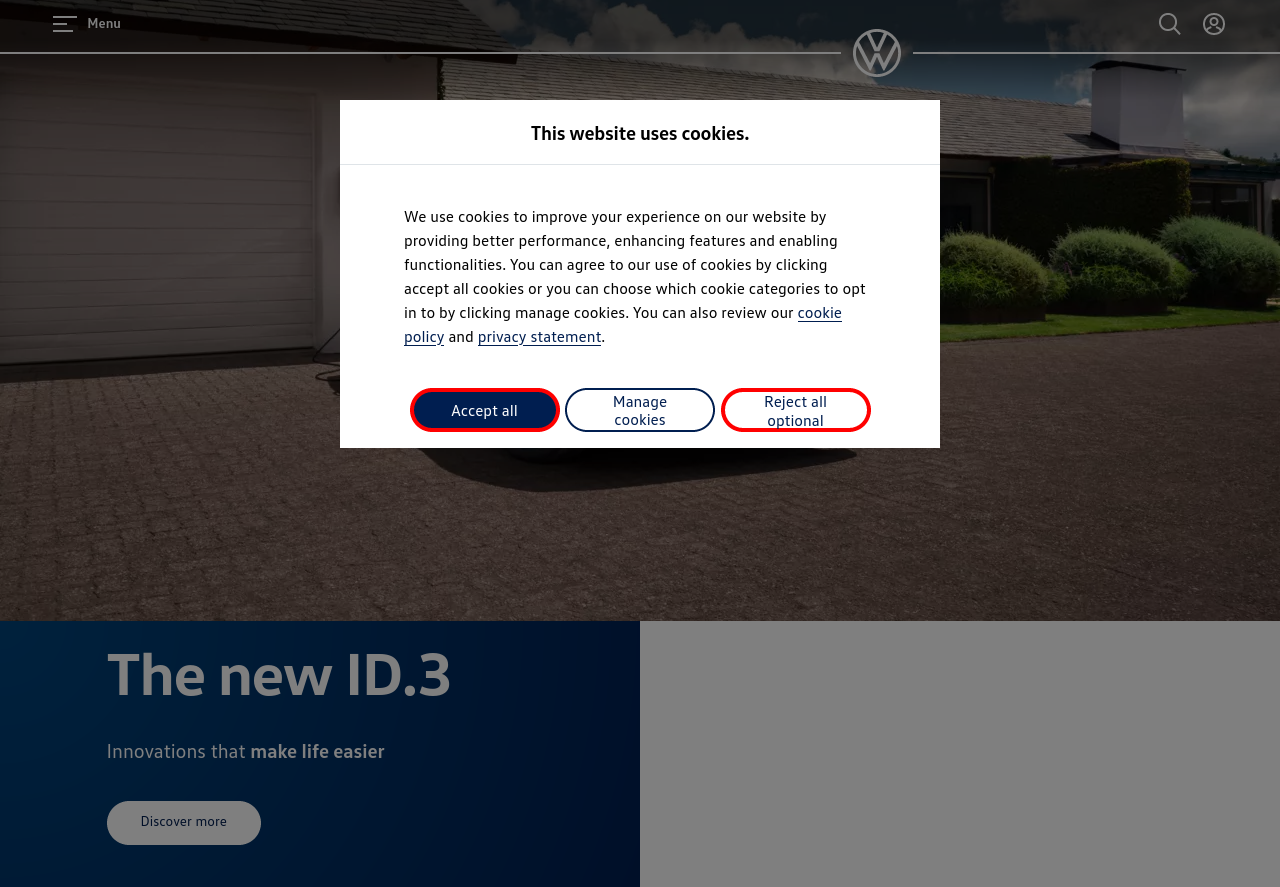 Menu
This website uses cookies.
We use cookies to improve your experience on our website by
providing better performance, enhancing features and enabling
functionalities. You can agree to our use of cookies by clicking
accept all cookies or you can choose which cookie categories to opt
in to by clicking manage cookies. You can also review our cookie
policy and privacy statement.
Accept all
Manage
cookies
Reject all
optional
The new ID.3
Innovations that make life easier
Discover more